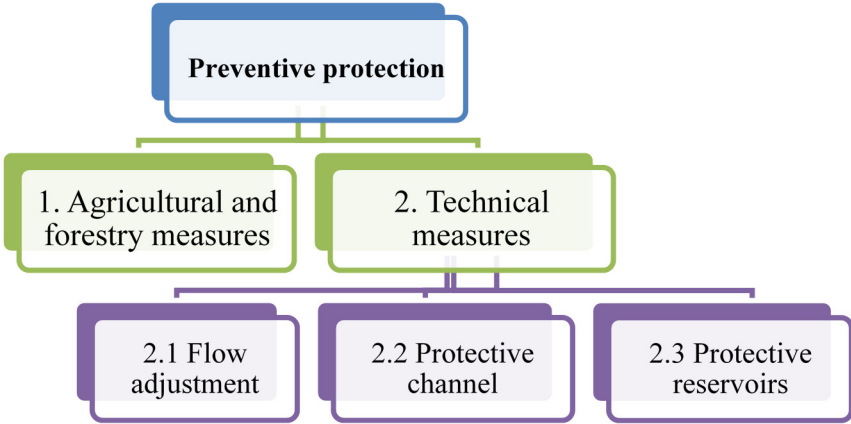 Preventive protection
1. Agricultural and
forestry measures
2. Technical
measures
2.1 Flow
adjustment
2.2 Protective
channel
2.3 Protective
reservoirs